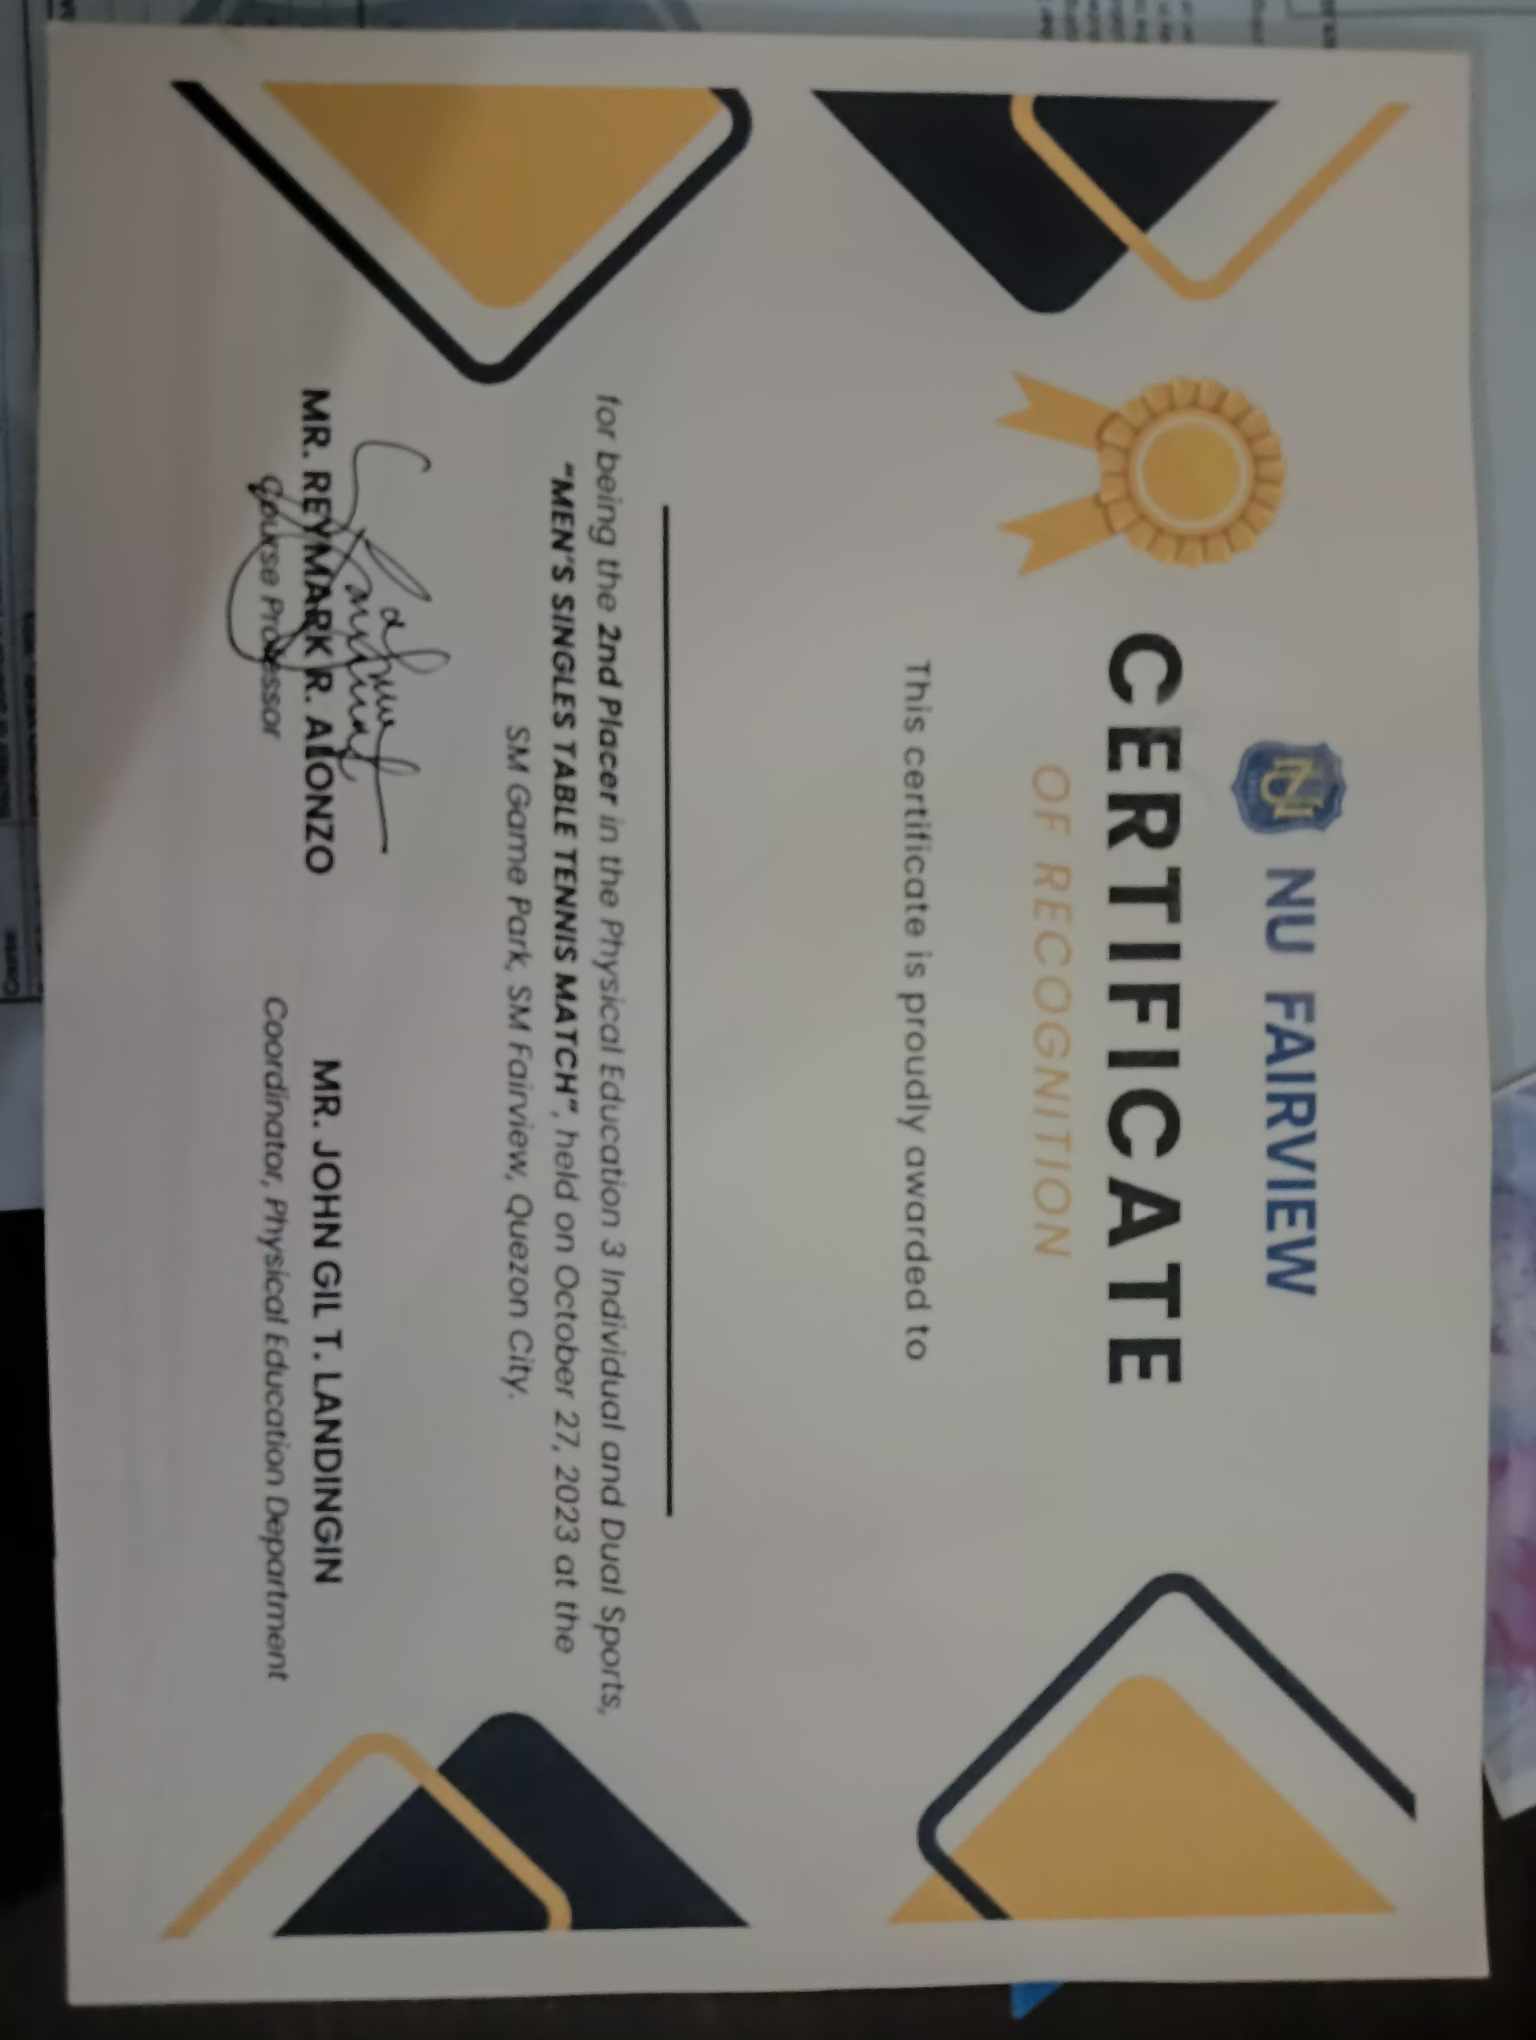 NU FAIRVIEW
CERTIFICATE
OF RECOGNITION
This certificate is proudly awarded to
for being the 2nd Placer in the Physical Education 3 Individual and Dual Sports,
“MEN’S SINGLES TABLE TENNIS MATCH”, held on October 27, 2023 at the
SM Game Park, SM Fairview, Quezon City.
MR. REYMARK R. ALONZO
Course Professor
MR. JOHN GIL T. LANDINGIN
Coordinator, Physical Education Department
Course: